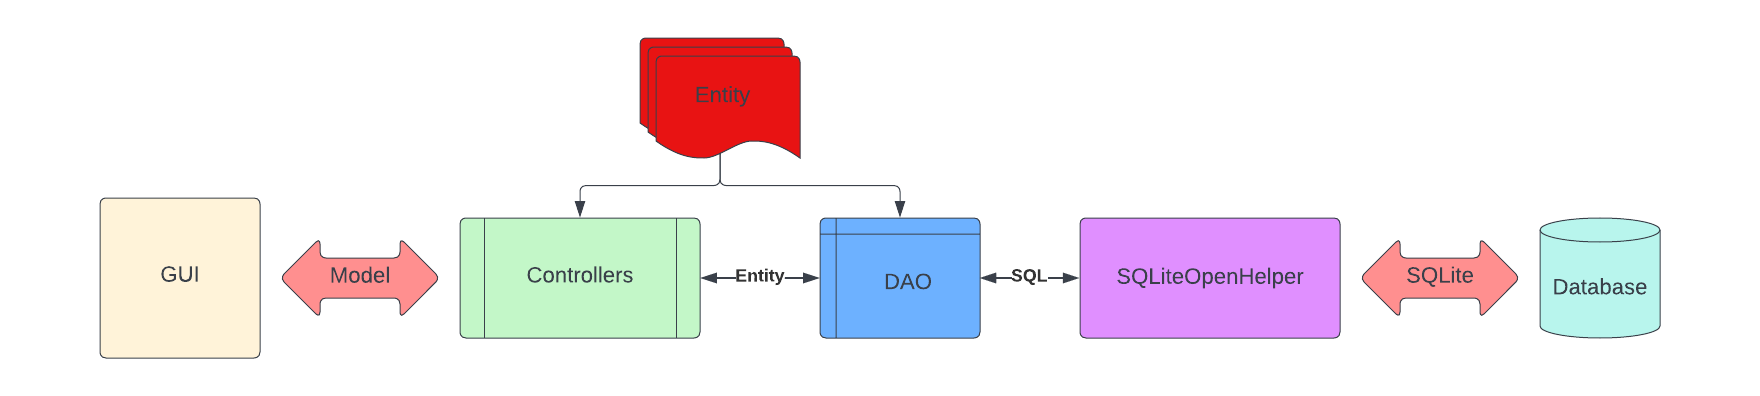 Entity
GUI
Model
Controllers
Entity
DAO
SQL
SQLiteOpenHelper
SQLite
Database